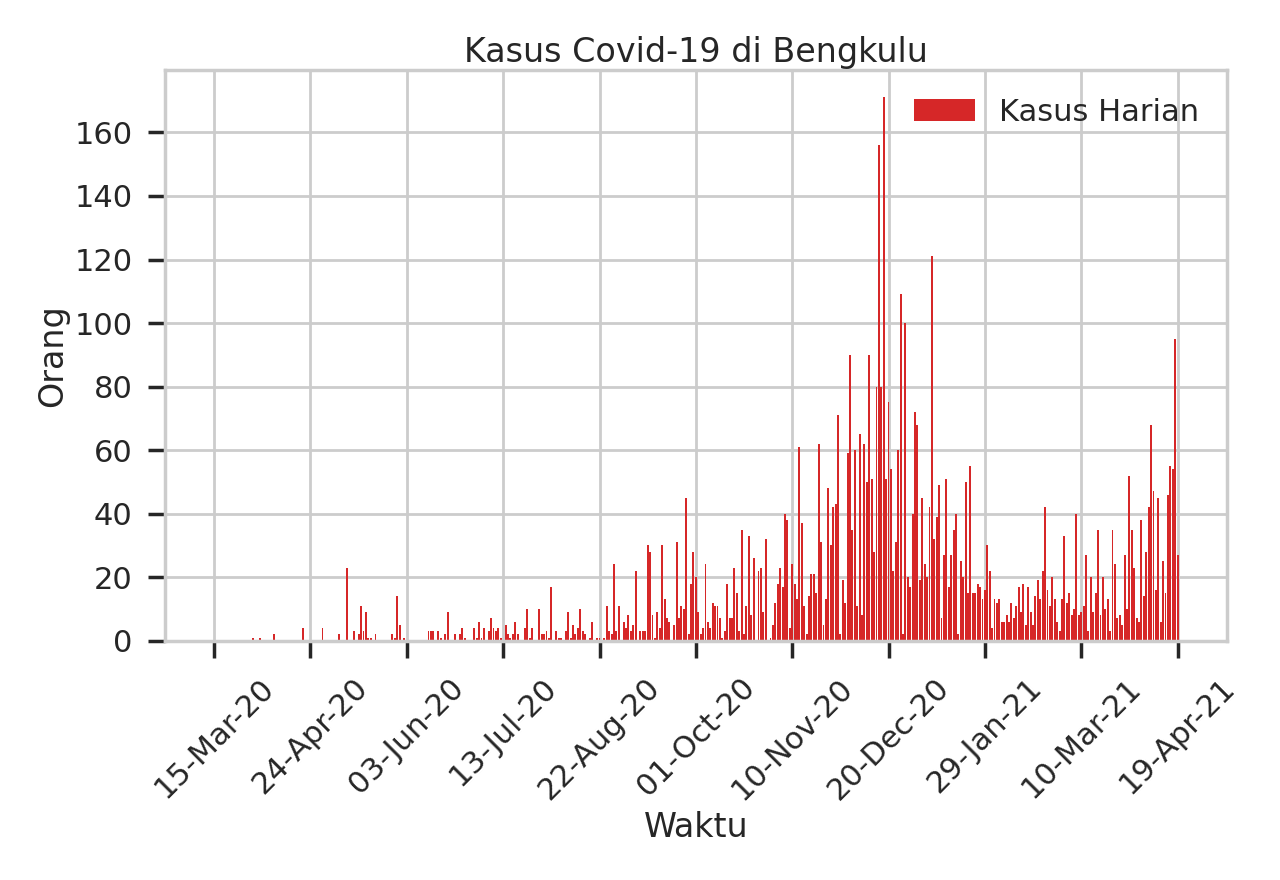 Kasus Covid-19 di Bengkulu
Kasus Harian
160
140
120
100
80
60
40
20
0
Orang
15-Mar-20
24-Apr-20
03-Jun-20
13-Jul-20
22-Aug-20
01-Oct-20
10-Nov-20
20-Dec-20
29-Jan-21
10-Mar-21
19-Apr-21
Waktu